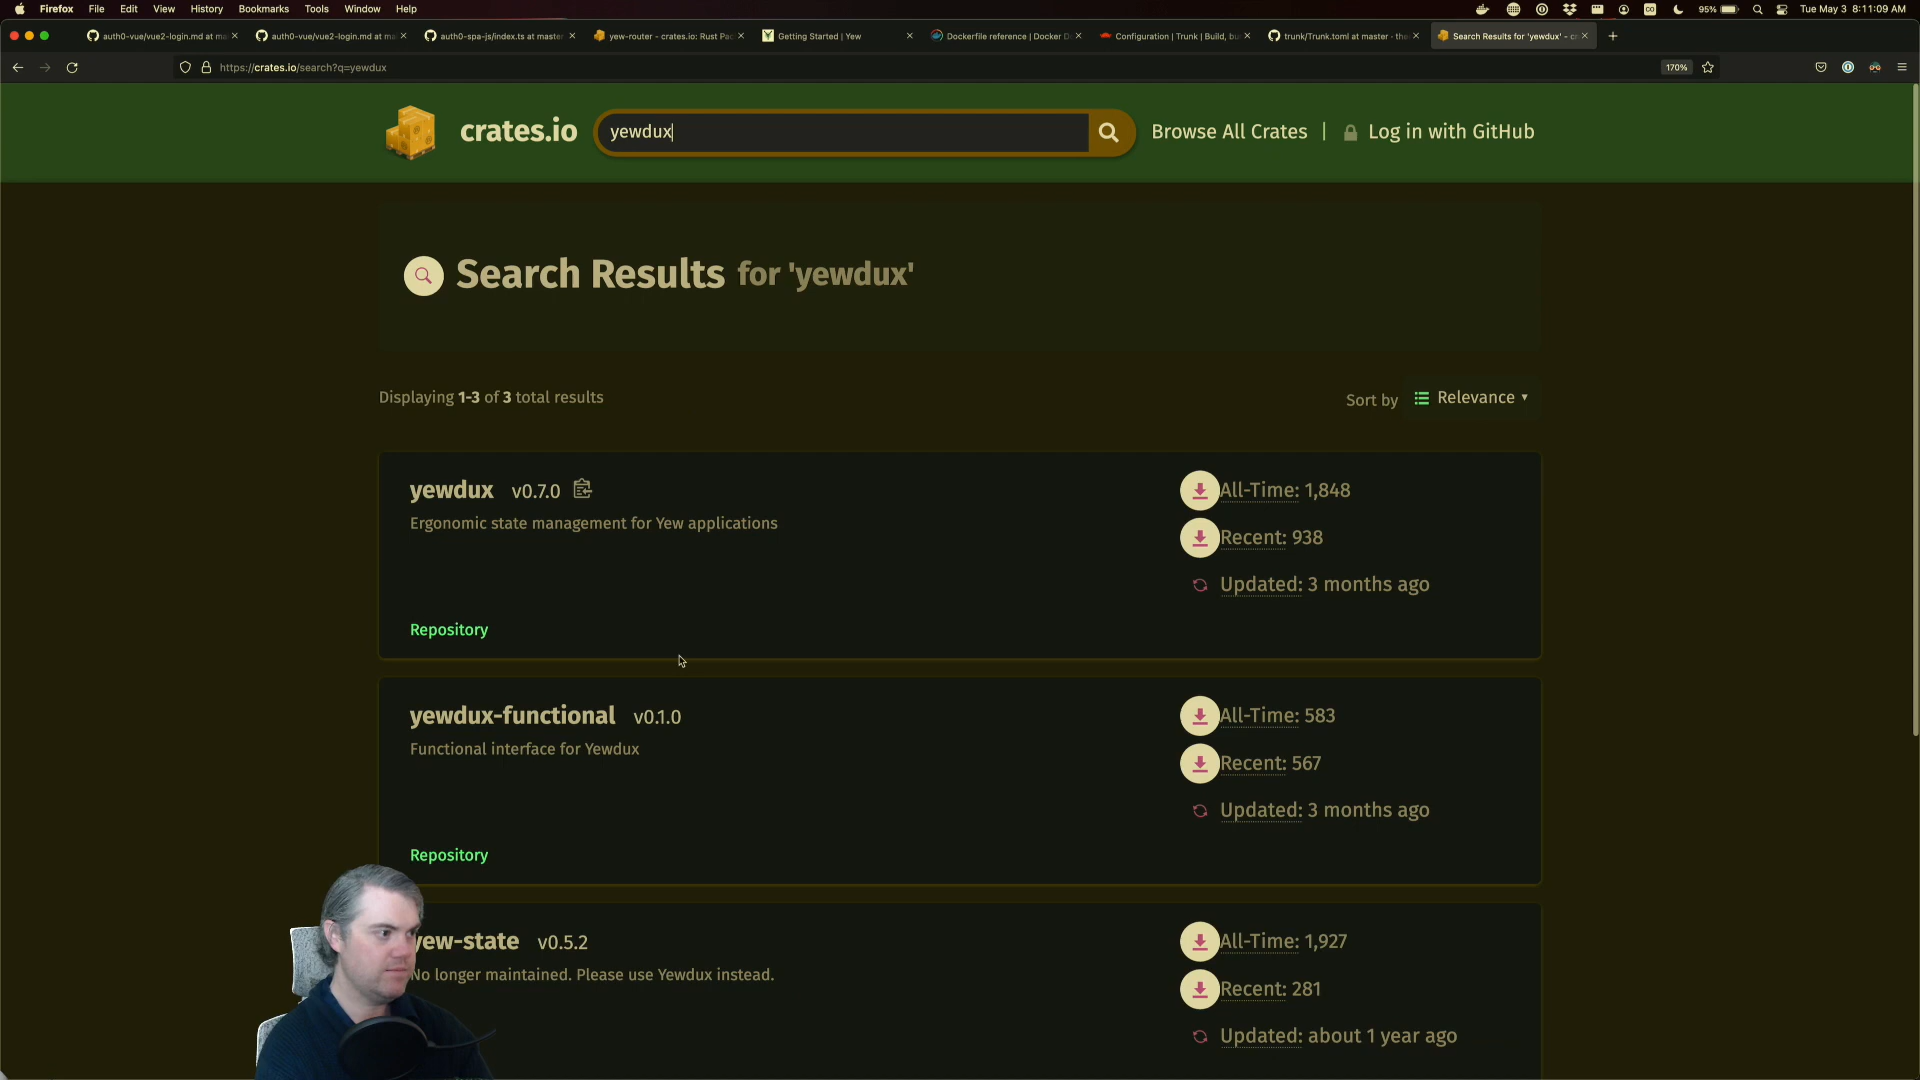 Firefox File Edit View History Bookmarks Tools Window Help 95% Tue May 3 8:11:09 AM
auth0-vue/vue2-login.md at ma auth0-vue/vue2-login.md at ma auth0-spa-js/index.ts at master yew-router - crates.io: Rust Pac Getting Started | Yew Dockerfile reference | Docker D Configuration | Trunk | Build, bu trunk/Trunk.toml at master · the Search Results for 'yewdux' - cr
https://crates.io/search?q=yewdux 170%
crates.io yewdux Browse All Crates | Log in with GitHub
Search Results for 'yewdux'
Displaying 1-3 of 3 total results Sort by Relevance
yewdux v0.7.0 All-Time: 1,848
Ergonomic state management for Yew applications
Recent: 938
Updated: 3 months ago
Repository
yewdux-functional v0.1.0 All-Time: 583
Functional interface for Yewdux
Recent: 567
Updated: 3 months ago
Repository
yew-state v0.5.2 All-Time: 1,927
No longer maintained. Please use Yewdux instead.
Recent: 281
Updated: about 1 year ago